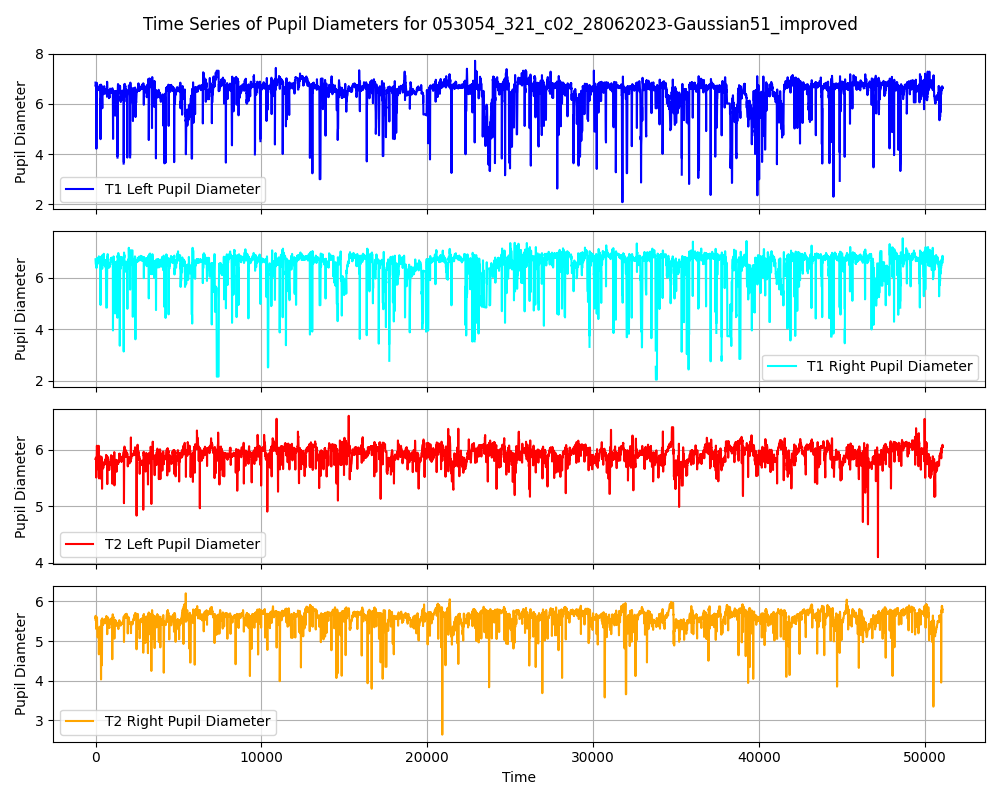 Time Series of Pupil Diameters for 053054_321_c02_28062023-Gaussian51_improved
Pupil Diameter
8
6
4
2
T1 Left Pupil Diameter
Pupil Diameter
6
4
2
T1 Right Pupil Diameter
Pupil Diameter
6
5
4
T2 Left Pupil Diameter
Pupil Diameter
6
5
4
3
T2 Right Pupil Diameter
0 10000 20000 30000 40000 50000
Time